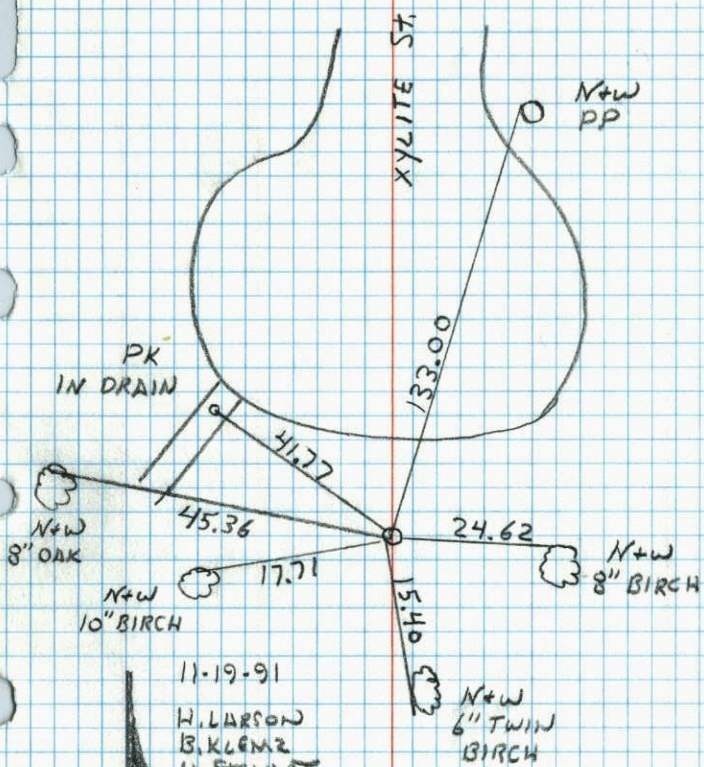 XYLITE ST.
N+W
PP
133.00
PK
IN DRAIN
41.77
45.36
24.62
N+W
8" OAK
17.71
N+W
8" BIRCH
N+W
10" BIRCH
15.40
11-19-91
H. LARSON
B. KLEMZ
N+W
6" TWIN
BIRCH